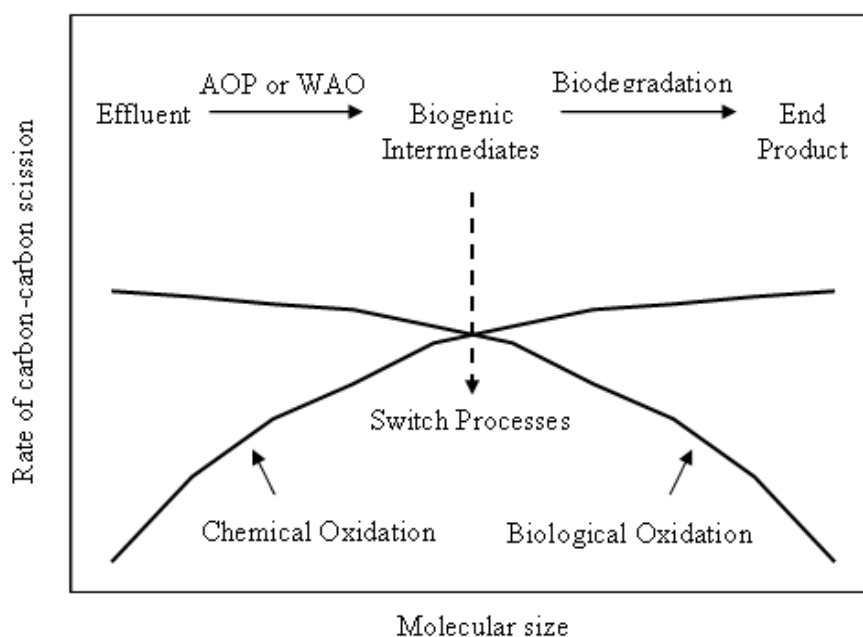 AOP or WAO
Biodegradation
Effluent
Biogenic
Intermediates
End
Product
Rate of carbon-carbon scission
Switch Processes
Chemical Oxidation
Biological Oxidation
Molecular size